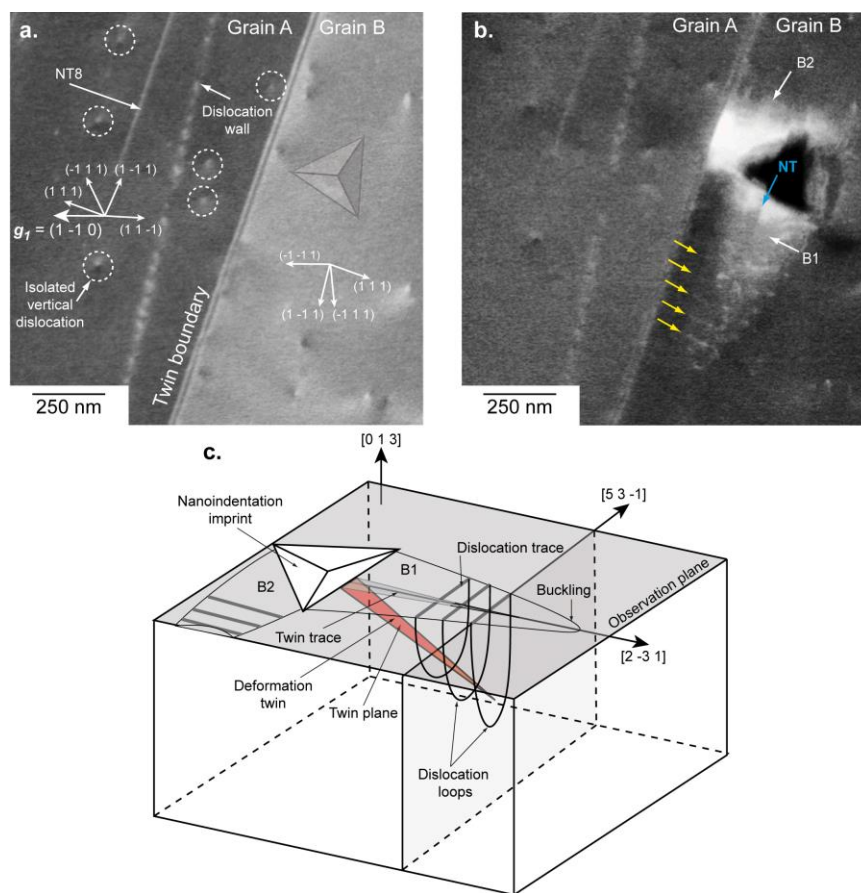 a.
Grain A
Grain B
NT8
Dislocation
wall
(-1 1 1)
(1 -1 1)
(1 1 1)
g1 = (1 -1 0)
(1 1 -1)
(-1 -1 1)
(1 1 1)
(1 -1 1)
(-1 1 1)
Isolated
vertical
dislocation
Twin boundary
250 nm
b.
Grain A
Grain B
B2
NT
B1
250 nm
c.
[0 1 3]
[5 3 -1]
Nanoindentation
imprint
Dislocation trace
B1
B2
Buckling
Observation plane
Twin trace
[2 -3 1]
Deformation
twin
Twin plane
Dislocation
loops